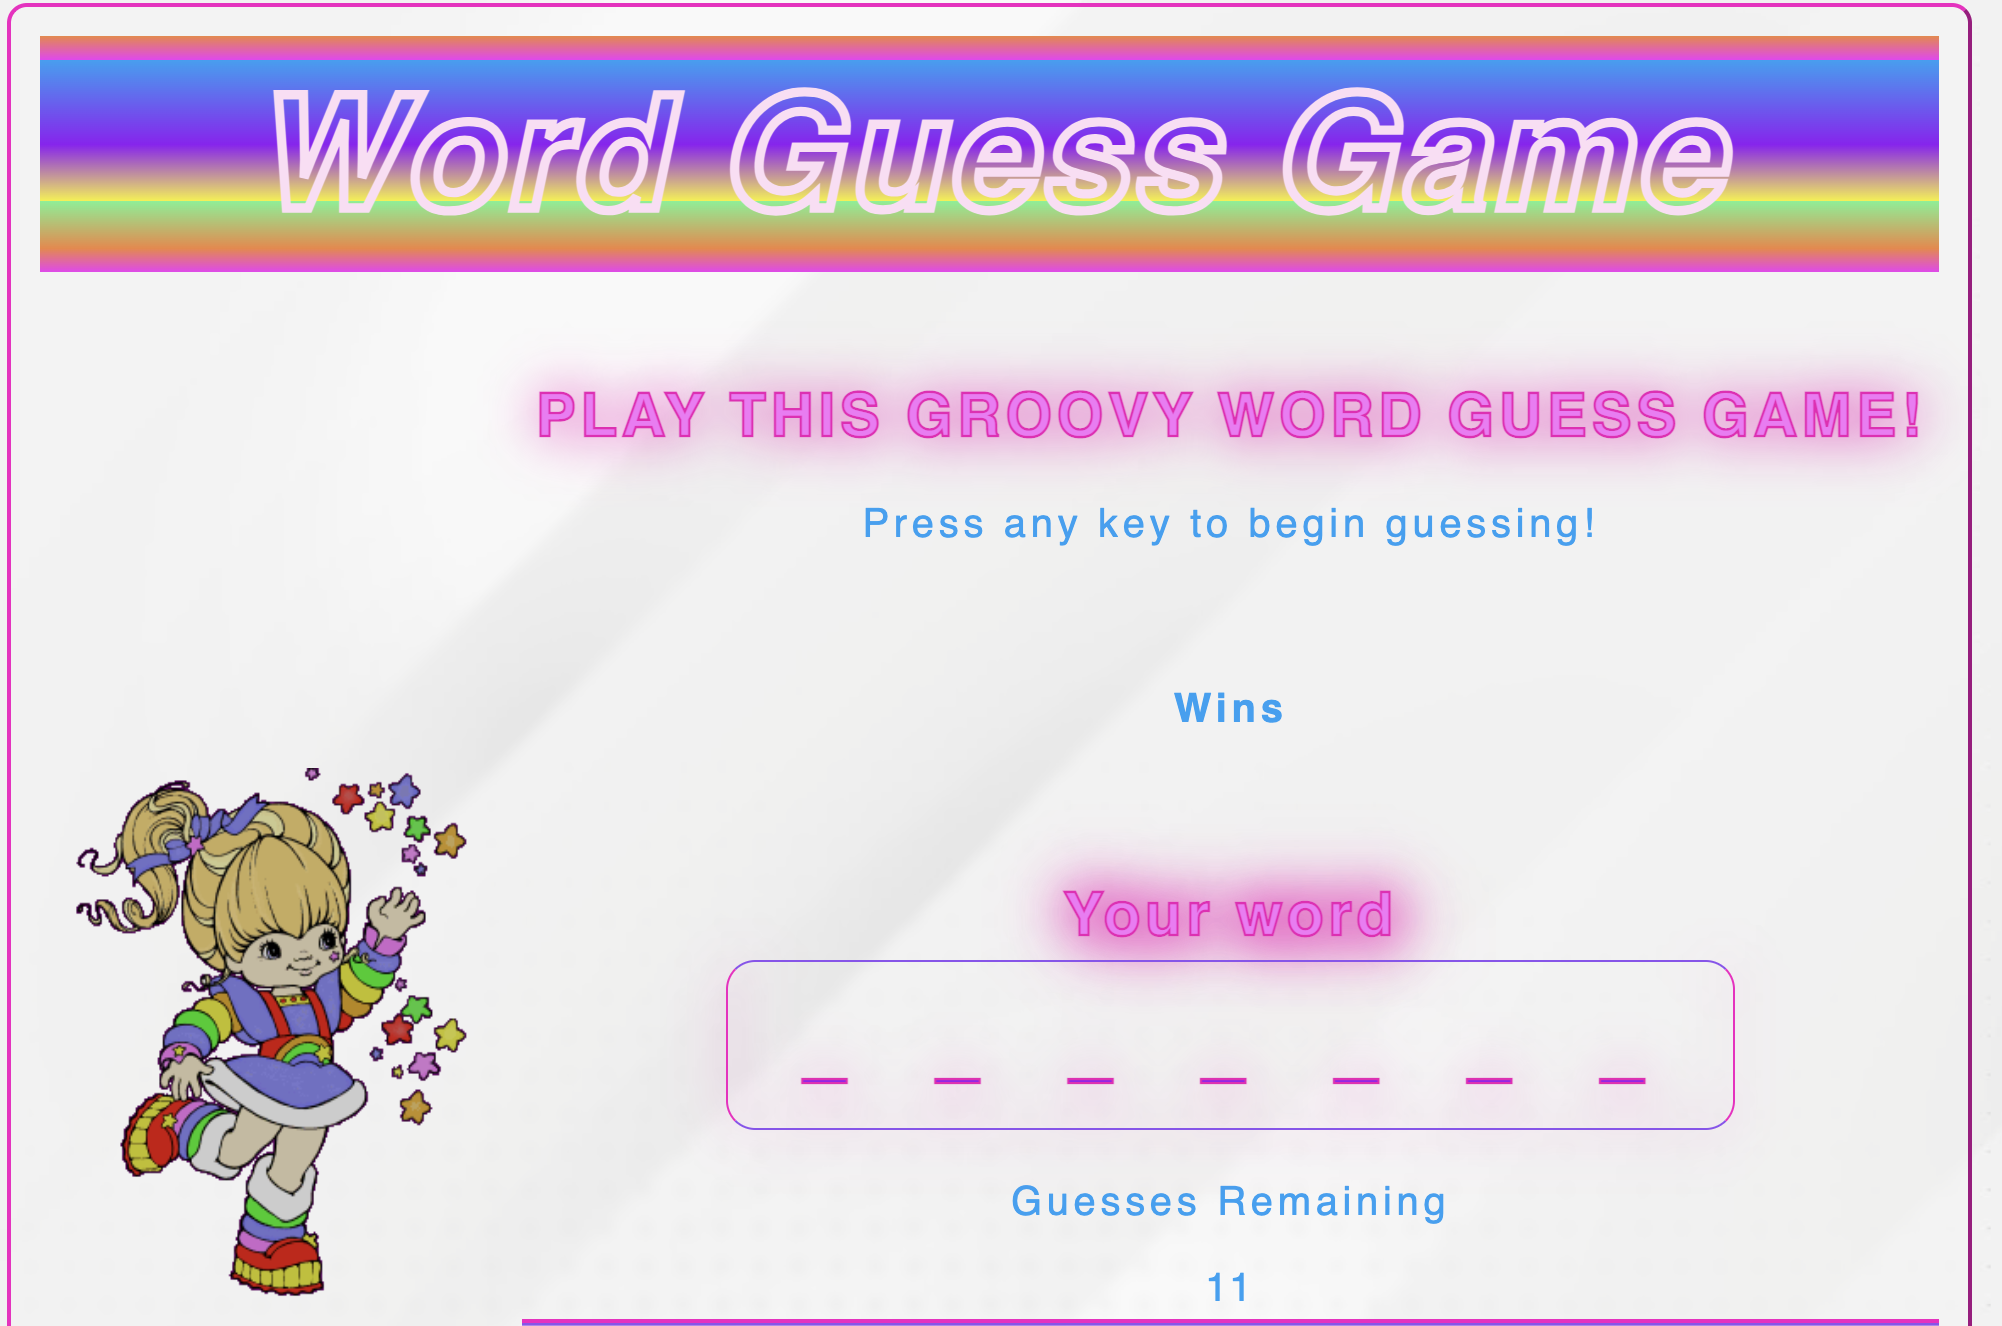 Word Guess Game
PLAY THIS GROOVY WORD GUESS GAME!
Press any key to begin guessing!
Wins
Your word
_ _ _ _ _ _ _
Guesses Remaining
11